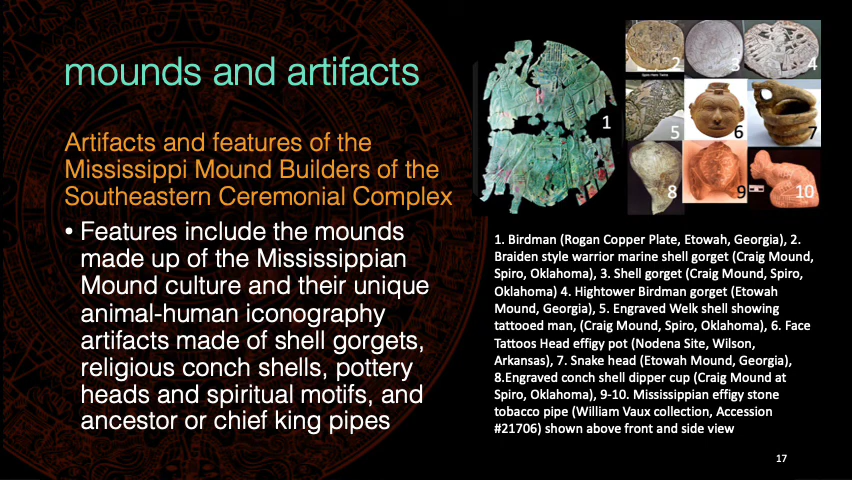 mounds and artifacts
Artifacts and features of the
Mississippi Mound Builders of the
Southeastern Ceremonial Complex
• Features include the mounds
made up of the Mississippian
Mound culture and their unique
animal-human iconography
artifacts made of shell gorgets,
religious conch shells, pottery
heads and spiritual motifs, and
ancestor or chief king pipes
1
2
3
4
5
6
7
8
9
10
1. Birdman (Rogan Copper Plate, Etowah, Georgia), 2.
Braiden style warrior marine shell gorget (Craig Mound,
Spiro, Oklahoma), 3. Shell gorget (Craig Mound, Spiro,
Oklahoma) 4. Hightower Birdman gorget (Etowah
Mound, Georgia), 5. Engraved Welk shell showing
tattooed man, (Craig Mound, Spiro, Oklahoma), 6. Face
Tattoos Head effigy pot (Nodena Site, Wilson,
Arkansas), 7. Snake head (Etowah Mound, Georgia),
8.Engraved conch shell dipper cup (Craig Mound at
Spiro, Oklahoma), 9-10. Mississippian effigy stone
tobacco pipe (William Vaux collection, Accession
#21706) shown above front and side view
17